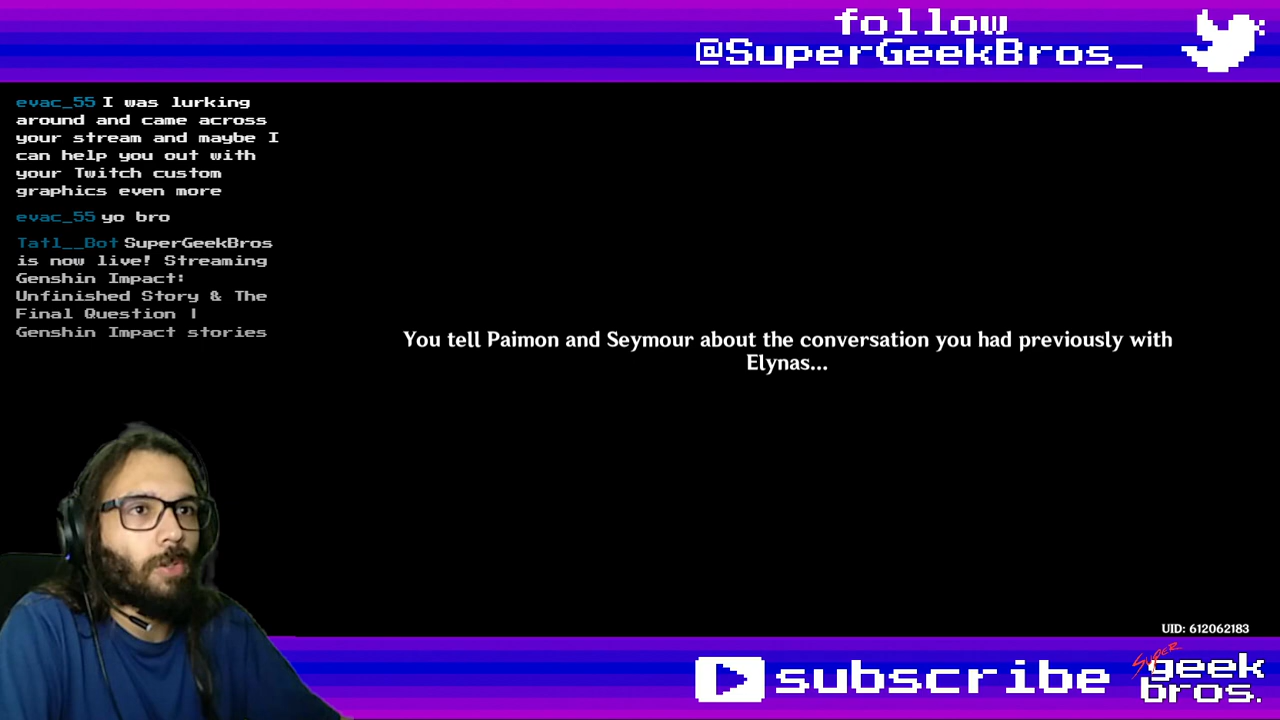 follow
@SuperGeekBros_
evac_55 I was lurking
around and came across
your stream and maybe I
can help you out with
your Twitch custom
graphics even more
evac_55 yo bro
Tatl__Bot SuperGeekBros
is now live! Streaming
Genshin Impact:
Unfinished Story & The
Final Question |
Genshin Impact stories
You tell Paimon and Seymour about the conversation you had previously with
Elynas...
UID: 612062183
subscribe
SUPER
geek
bros.